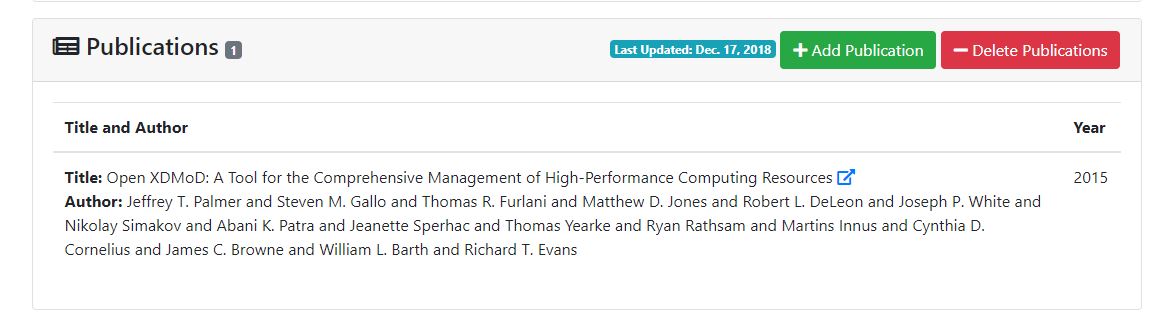 Publications 1 Last Updated: Dec. 17, 2018 Add Publication Delete Publications
Title and Author Year
Title: Open XDMoD: A Tool for the Comprehensive Management of High-Performance Computing Resources 2015
Author: Jeffrey T. Palmer and Steven M. Gallo and Thomas R. Furlani and Matthew D. Jones and Robert L. DeLeon and Joseph P. White and
Nikolay Simakov and Abani K. Patra and Jeanette Sperhac and Thomas Yearke and Ryan Rathsam and Martins Innus and Cynthia D.
Cornelius and James C. Browne and William L. Barth and Richard T. Evans